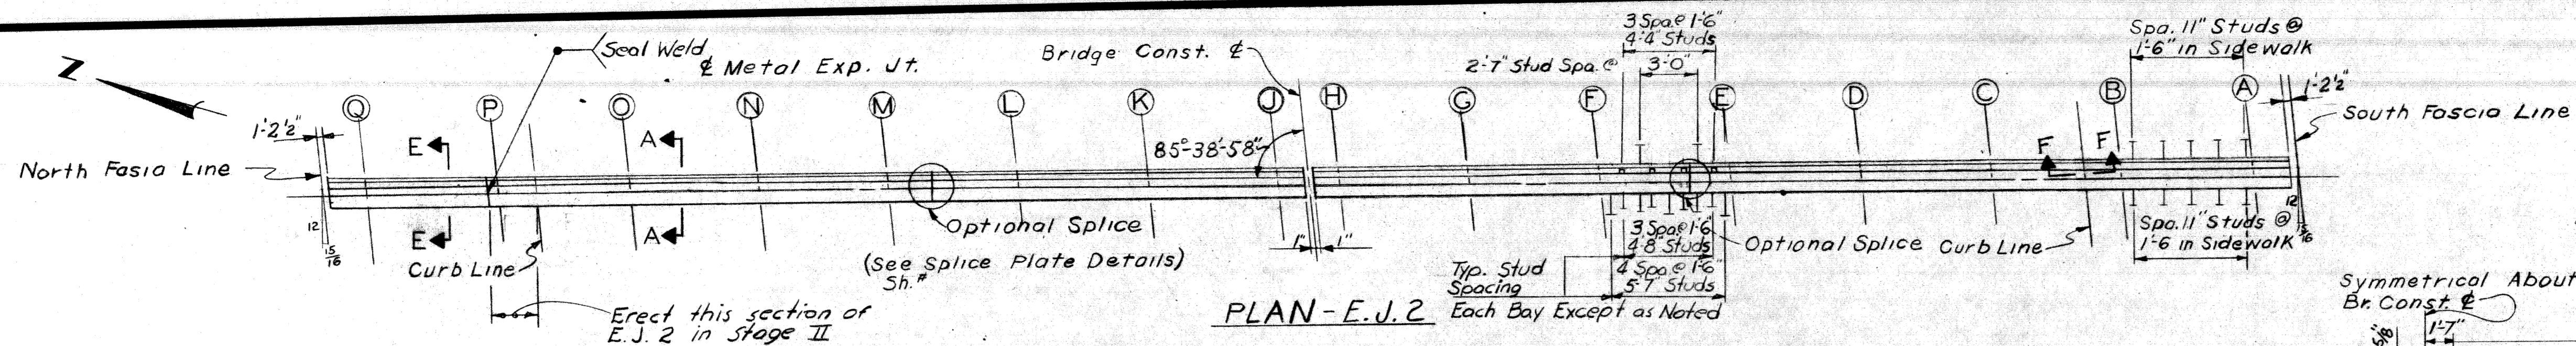 3 Spa.@ 1'-6"
4-4" Studs
Spa. 11" Studs @
1'-6" in Sidewalk
Seal Weld
Bridge Const. ℄
℄ Metal Exp. Jt.
2-7" Stud Spa. @ 3'-0"
Z
Q
P
O
N
M
L
K
J
H
G
F
E
D
C
B
A
1'-2½"
1'-2½"
South Fascia Line
E
A
85°-38'-58"
F
F
North Fasia Line
12
15/16
E
A
Curb Line
Optional Splice
(See Splice Plate Details)
Sh. #
1"
1"
3 Spa.@ 1'-6
4-8" Studs
Optional Splice
Curb Line
Spa. 11" Studs @
1'-6 in Sidewalk
12
15/16
Typ. Stud
Spacing
4 Spa.@ 1'-6"
5-7" Studs
Each Bay Except as Noted
Erect this section of
E.J. 2 in Stage II
PLAN - E.J. 2
Symmetrical About
Br. Const. ℄
5/8"
1'-7"